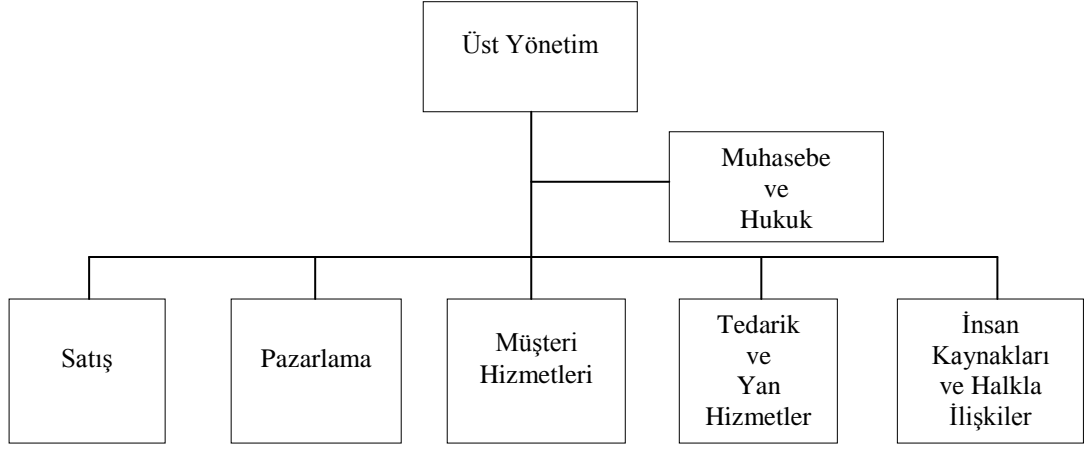 Üst Yönetim
Muhasebe
ve
Hukuk
Satış
Pazarlama
Müşteri
Hizmetleri
Tedarik
ve
Yan
Hizmetler
İnsan
Kaynakları
ve Halkla
İlişkiler